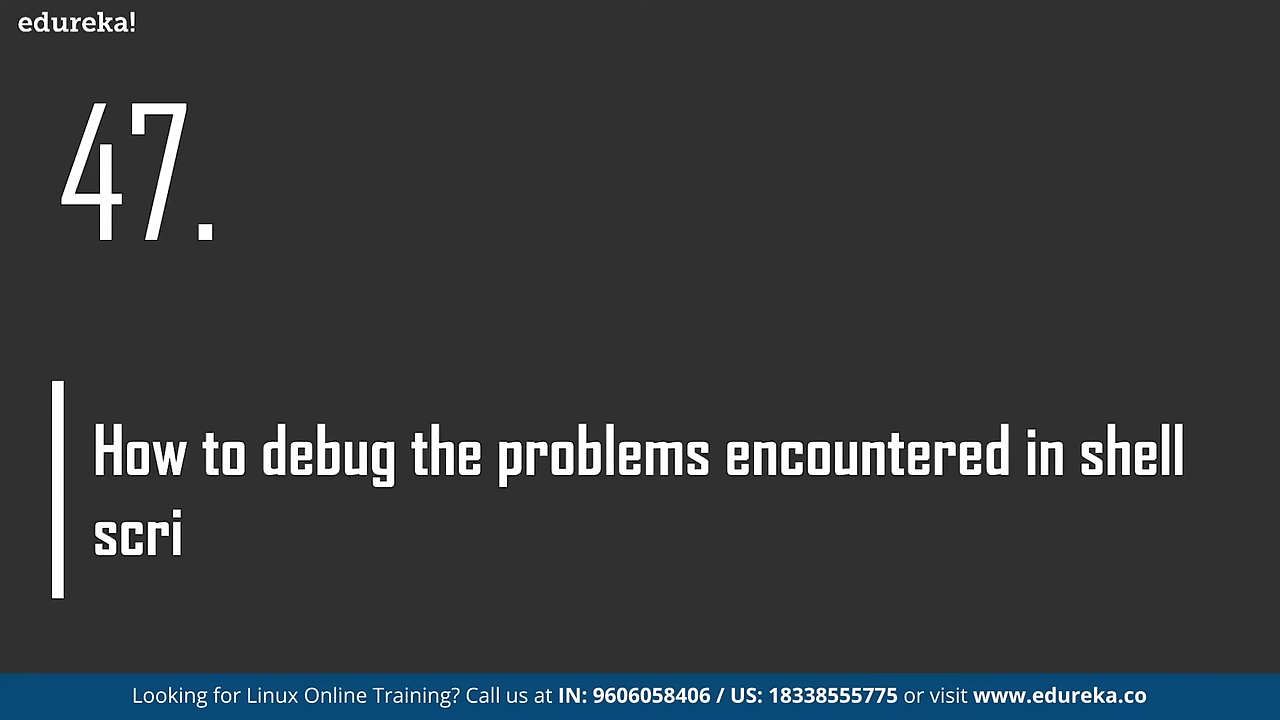 edureka!
47.
How to debug the problems encountered in shell
scri
Looking for Linux Online Training? Call us at IN: 9606058406 / US: 18338555775 or visit www.edureka.co